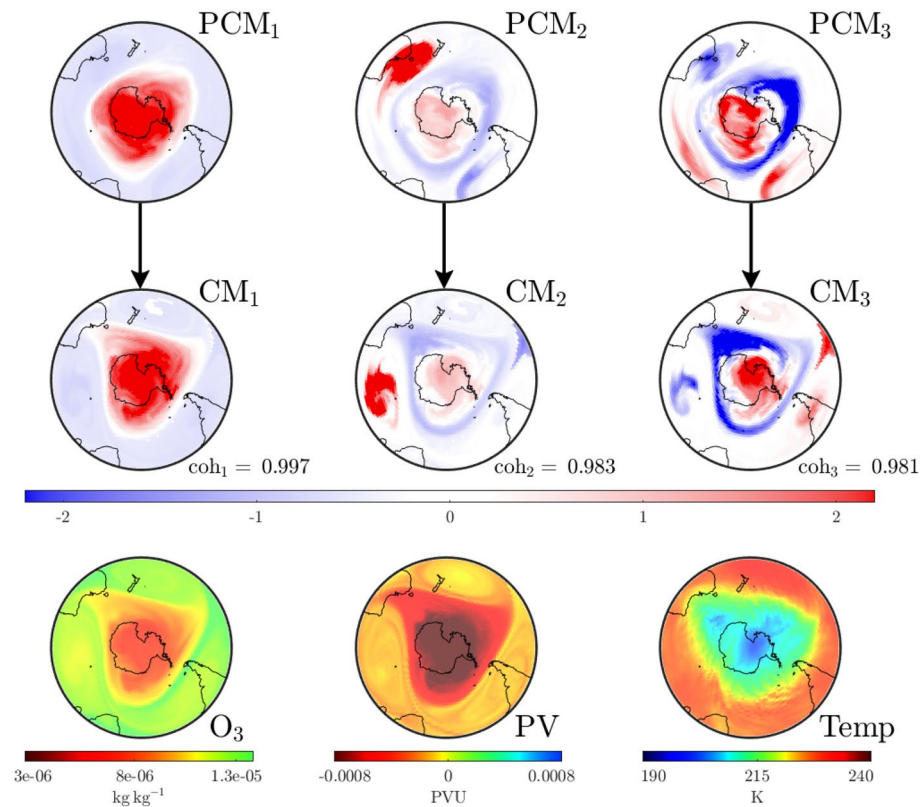 PCM₁ PCM₂ PCM₃
CM₁ CM₂ CM₃
coh₁ = 0.997 coh₂ = 0.983 coh₃ = 0.981
-2 -1 0 1 2
O₃ PV Temp
3e-06 8e-06 1.3e-05 -0.0008 0 0.0008 190 215 240
kg kg⁻¹ PVU K